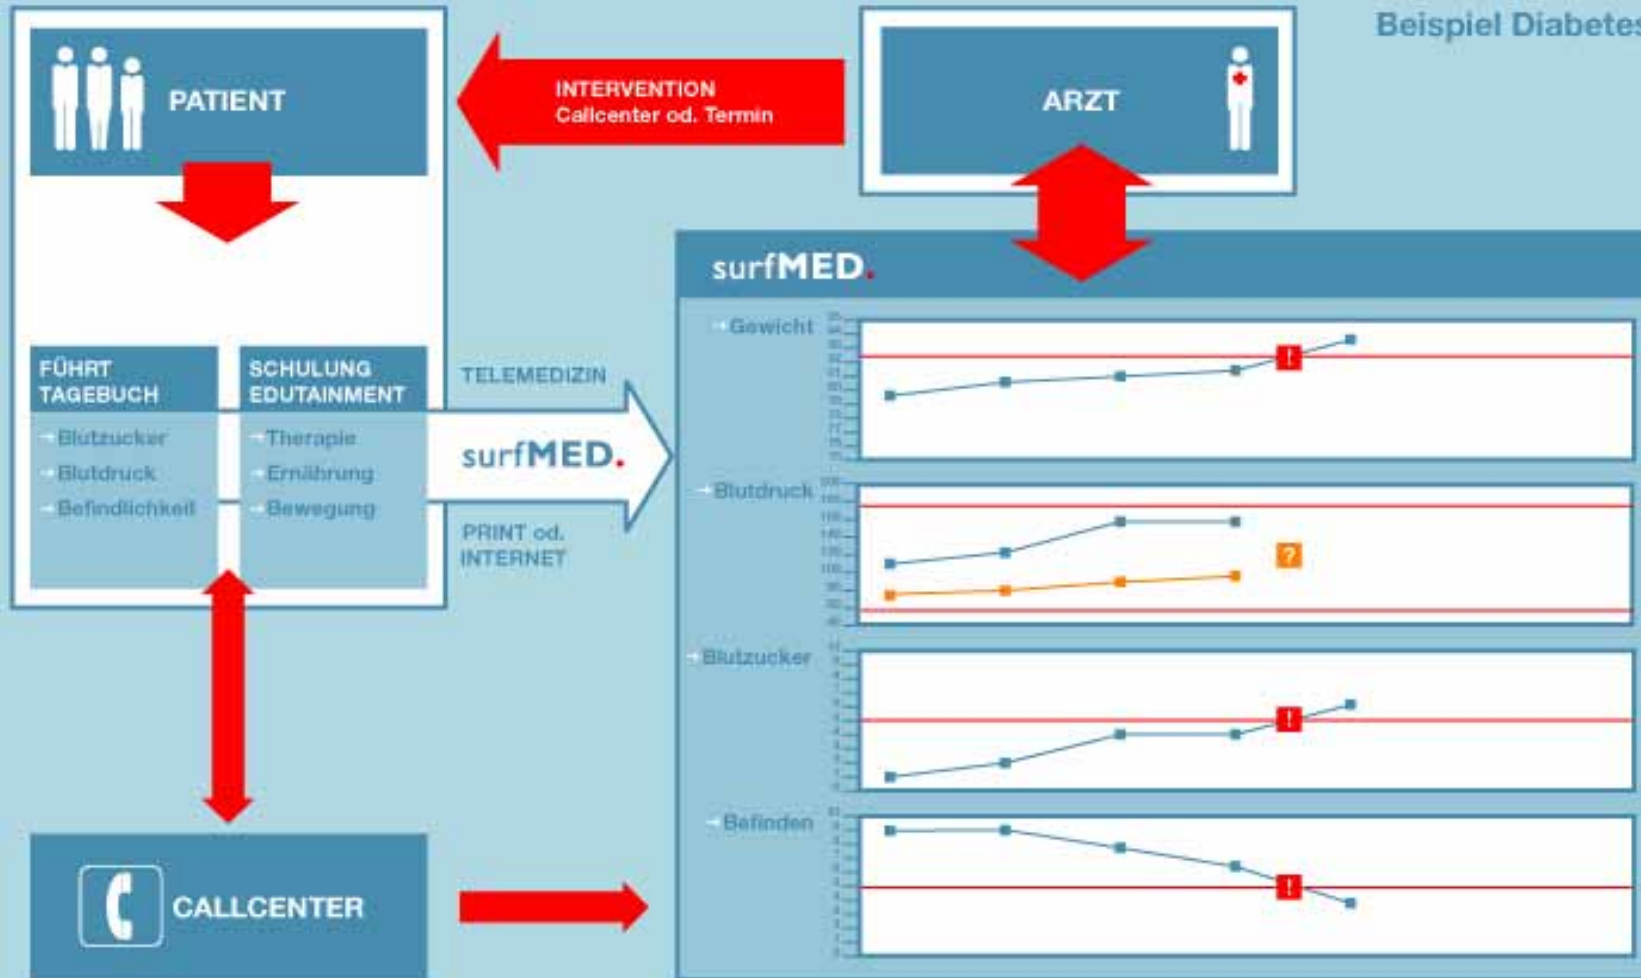 Beispiel Diabetes
PATIENT
INTERVENTION
Callcenter od. Termin
ARZT
FÜHRT
TAGEBUCH
Blutzucker
Blutdruck
Befindlichkeit
SCHULUNG
EDUTAINMENT
Therapie
Ernährung
Bewegung
TELEMEDIZIN
surfMED.
PRINT od.
INTERNET
CALLCENTER
surfMED.
Gewicht
!
Blutdruck
?
Blutzucker
!
Befinden
!